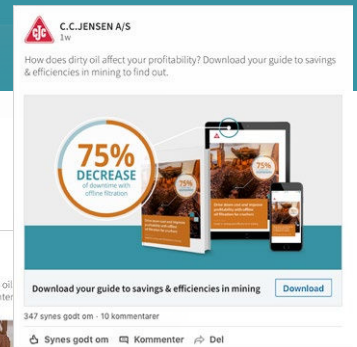 C.C.JENSEN A/S
1w
How does dirty oil affect your profitability? Download your guide to savings
& efficiencies in mining to find out.
75%
DECREASE
of downtime with
offline filtration
75%
75%
Download your guide to savings & efficiencies in mining
Download
347 synes godt om · 10 kommentarer
oil
Synes godt om
Kommenter
Del